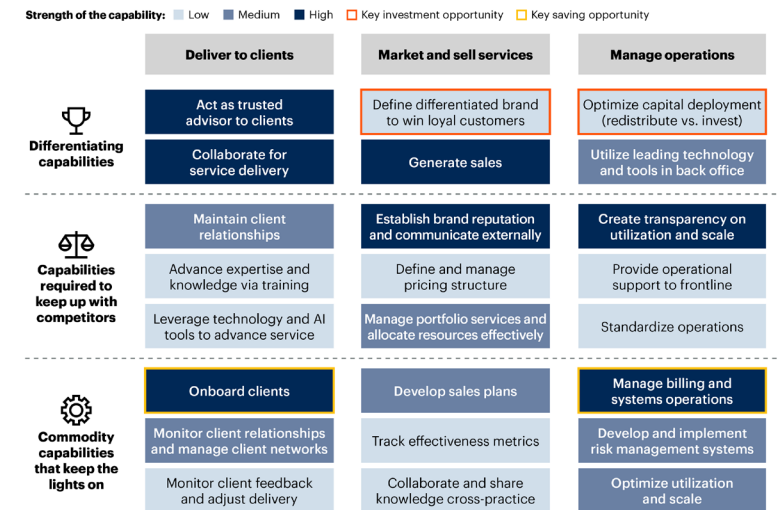 Strength of the capability: Low Medium High Key investment opportunity Key saving opportunity
Deliver to clients
Market and sell services
Manage operations
Differentiating
capabilities
Act as trusted
advisor to clients
Define differentiated brand
to win loyal customers
Optimize capital deployment
(redistribute vs. invest)
Collaborate for
service delivery
Generate sales
Utilize leading technology
and tools in back office
Capabilities
required to
keep up with
competitors
Maintain client
relationships
Establish brand reputation
and communicate externally
Create transparency on
utilization and scale
Advance expertise and
knowledge via training
Define and manage
pricing structure
Provide operational
support to frontline
Leverage technology and AI
tools to advance service
Manage portfolio services and
allocate resources effectively
Standardize operations
Commodity
capabilities
that keep the
lights on
Onboard clients
Develop sales plans
Manage billing and
systems operations
Monitor client relationships
and manage client networks
Track effectiveness metrics
Develop and implement
risk management systems
Monitor client feedback
and adjust delivery
Collaborate and share
knowledge cross-practice
Optimize utilization
and scale